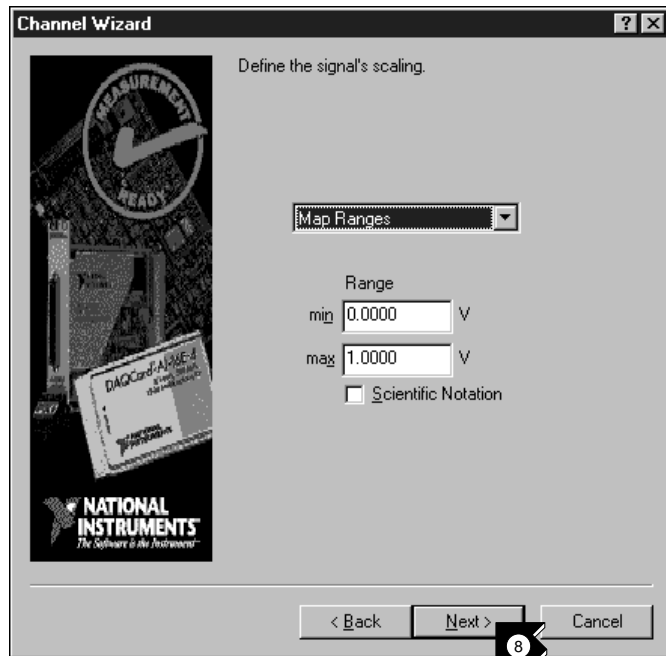 Channel Wizard
Define the signal's scaling.
MEASUREMENT
READY
Map Ranges
Range
min 0.0000 V
max 1.0000 V
Scientific Notation
DAQCard-AI-16E-4
NATIONAL
INSTRUMENTS
The Software is the Instrument
< Back Next > Cancel
8